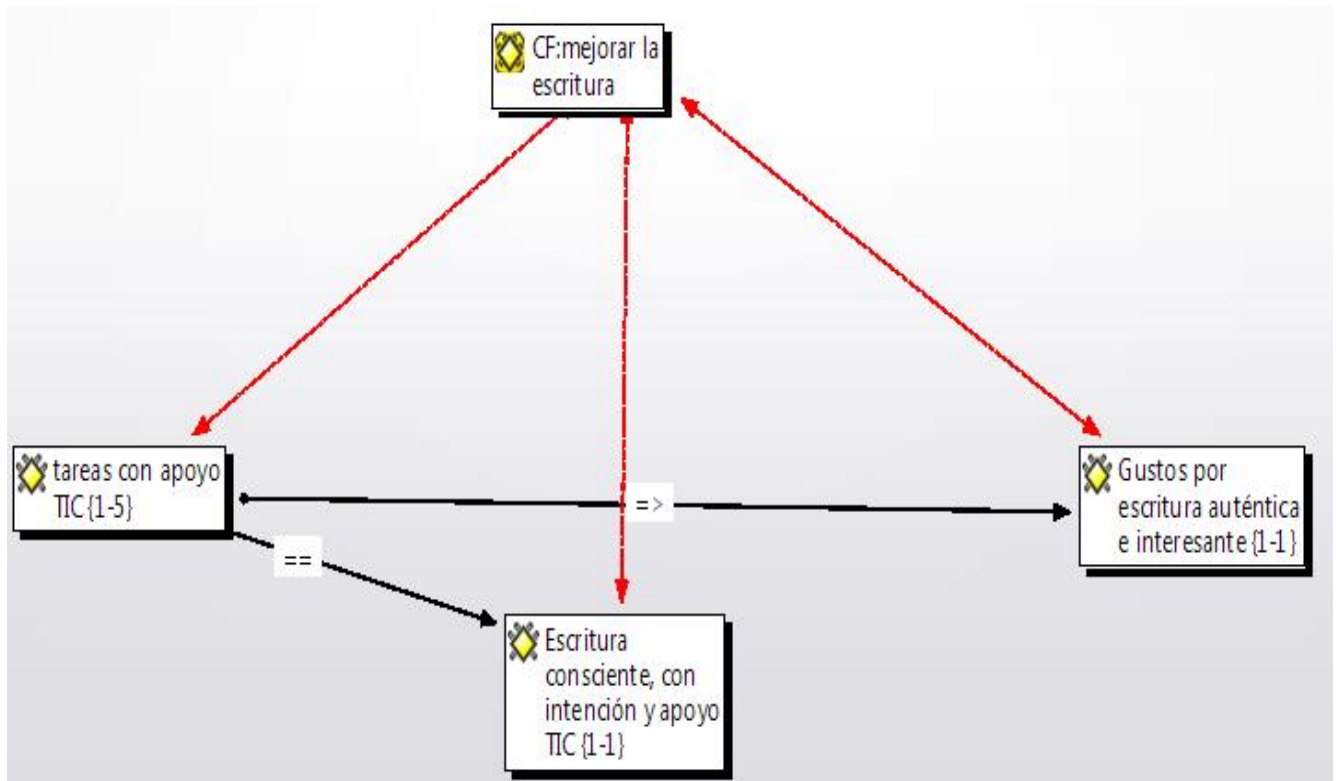 CF:mejorar la
escritura
tareas con apoyo
TIC{1-5}
=>
Gustos por
escritura auténtica
e interesante{1-1}
==
Escritura
consciente, con
intención y apoyo
TIC{1-1}